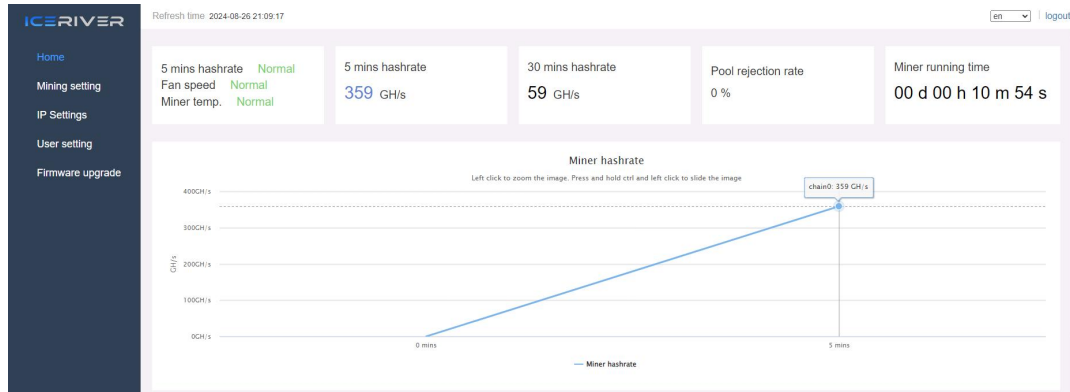 ICERIVER
Refresh time 2024-08-26 21:09:17
en
logout
Home
Mining setting
IP Settings
User setting
Firmware upgrade
5 mins hashrate Normal
Fan speed Normal
Miner temp. Normal
5 mins hashrate
359 GH/s
30 mins hashrate
59 GH/s
Pool rejection rate
0 %
Miner running time
00 d 00 h 10 m 54 s
Miner hashrate
Left click to zoom the image. Press and hold ctrl and left click to slide the image
chain0: 359 GH/s
GH/s
400GH/s
300GH/s
200GH/s
100GH/s
0GH/s
0 mins
5 mins
Miner hashrate